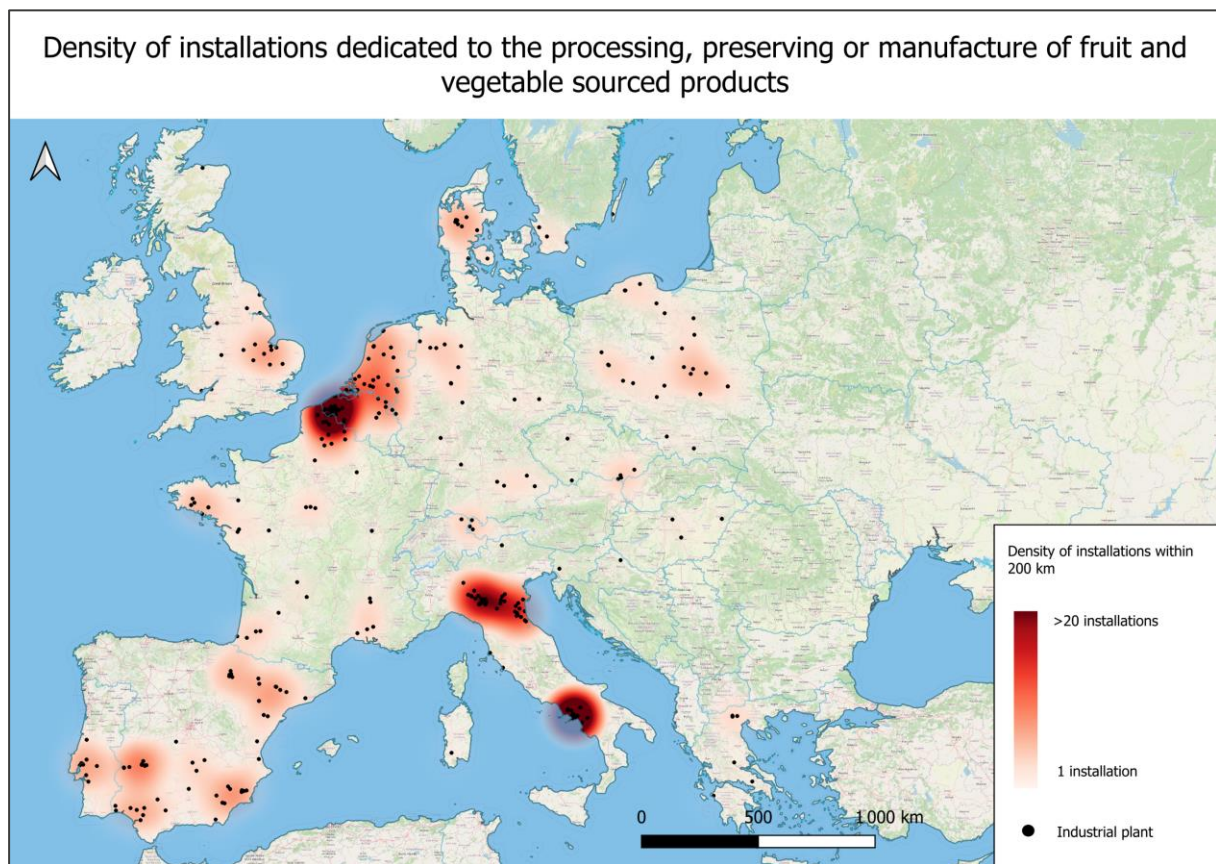 Density of installations dedicated to the processing, preserving or manufacture of fruit and
vegetable sourced products
Density of installations within
200 km
>20 installations
1 installation
Industrial plant
0 500 1 000 km